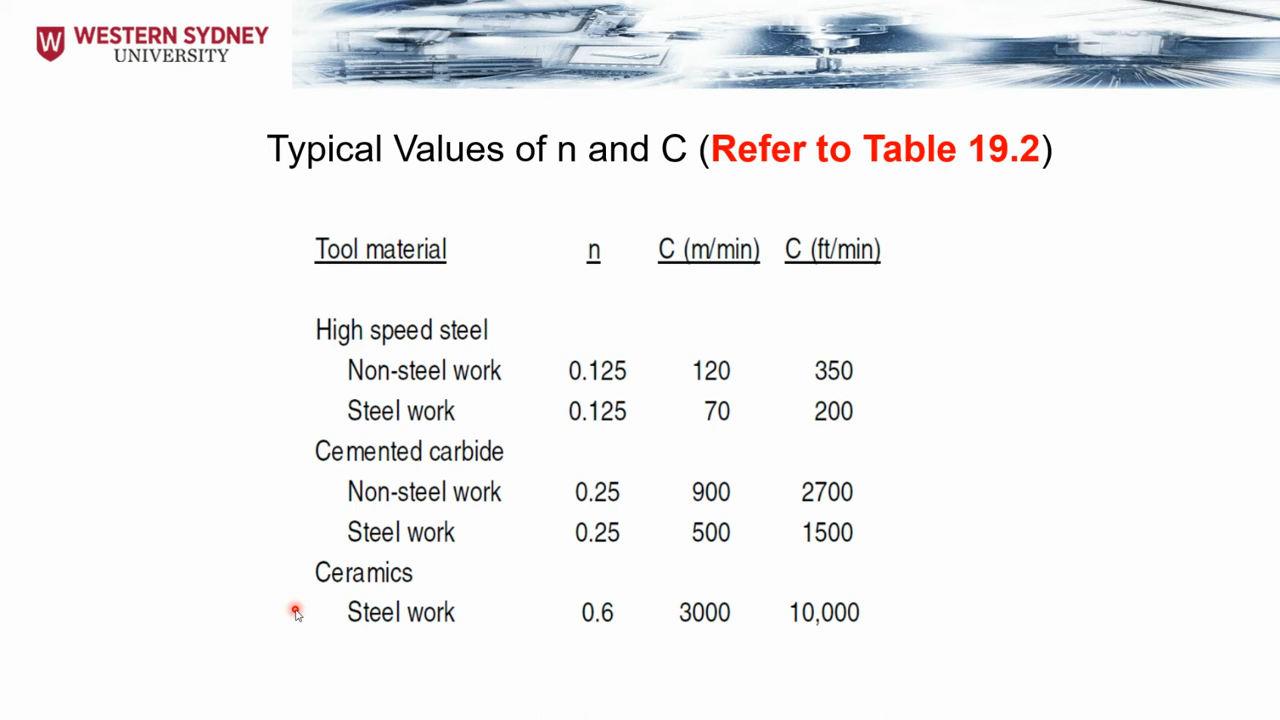 WESTERN SYDNEY
UNIVERSITY
Typical Values of n and C (Refer to Table 19.2)
Tool material n C (m/min) C (ft/min)
High speed steel
Non-steel work 0.125 120 350
Steel work 0.125 70 200
Cemented carbide
Non-steel work 0.25 900 2700
Steel work 0.25 500 1500
Ceramics
Steel work 0.6 3000 10,000